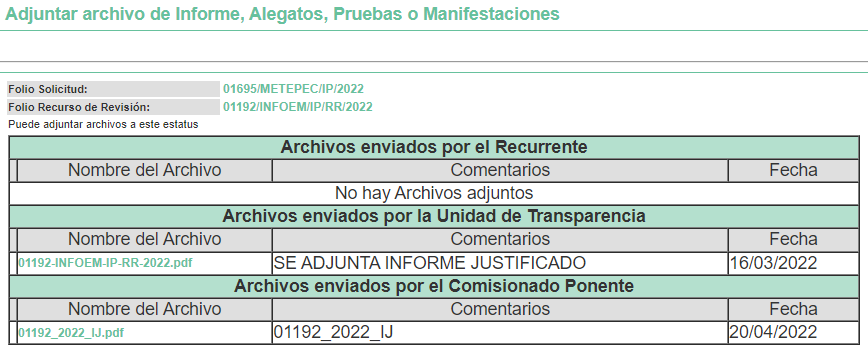 Adjuntar archivo de Informe, Alegatos, Pruebas o Manifestaciones
Folio Solicitud: 01695/METEPEC/IP/2022
Folio Recurso de Revisión: 01192/INFOEM/IP/RR/2022
Puede adjuntar archivos a este estatus
Archivos enviados por el Recurrente
Nombre del Archivo Comentarios Fecha
No hay Archivos adjuntos
Archivos enviados por la Unidad de Transparencia
Nombre del Archivo Comentarios Fecha
01192-INFOEM-IP-RR-2022.pdf SE ADJUNTA INFORME JUSTIFICADO 16/03/2022
Archivos enviados por el Comisionado Ponente
Nombre del Archivo Comentarios Fecha
01192_2022_IJ.pdf 01192_2022_IJ 20/04/2022